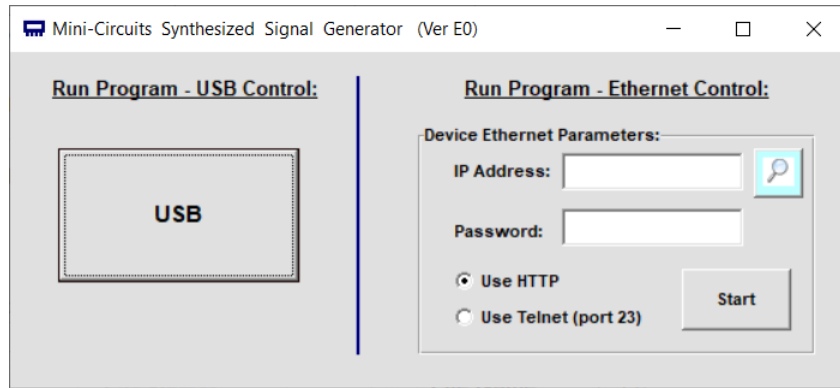 Mini-Circuits Synthesized Signal Generator (Ver E0)
Run Program - USB Control:
USB
Run Program - Ethernet Control:
Device Ethernet Parameters:
IP Address:
Password:
Use HTTP
Use Telnet (port 23)
Start